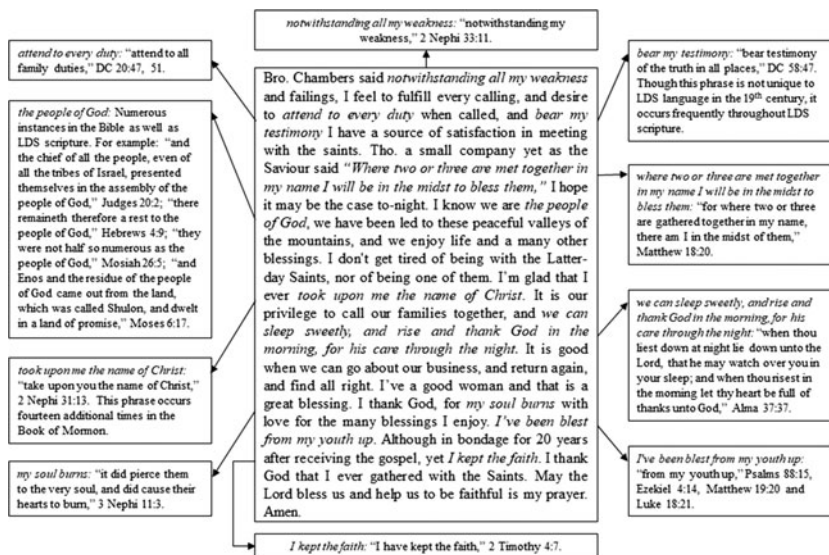 notwithstanding all my weakness: “notwithstanding my
weakness,” 2 Nephi 33:11.
attend to every duty: “attend to all
family duties,” DC 20:47, 51.
the people of God: Numerous
instances in the Bible as well as
LDS scripture. For example: “and
the chief of all the people, even of
all the tribes of Israel, presented
themselves in the assembly of the
people of God,” Judges 20:2; “there
remaineth therefore a rest to the
people of God,” Hebrews 4:9; “they
were not half so numerous as the
people of God,” Mosiah 26:5; “and
Enos and the residue of the people
of God came out from the land,
which was called Shulon, and dwelt
in a land of promise,” Moses 6:17.
took upon me the name of Christ:
“take upon you the name of Christ,”
2 Nephi 31:13. This phrase occurs
fourteen additional times in the
Book of Mormon.
my soul burns: “it did pierce them
to the very soul, and did cause their
hearts to burn,” 3 Nephi 11:3.
Bro. Chambers said notwithstanding all my weakness
and failings, I feel to fulfill every calling, and desire
to attend to every duty when called, and bear my
testimony I have a source of satisfaction in meeting
with the saints. Tho. a small company yet as the
Saviour said “Where two or three are met together in
my name I will be in the midst to bless them,” I hope
it may be the case to-night. I know we are the people
of God, we have been led to these peaceful valleys of
the mountains, and we enjoy life and a many other
blessings. I don't get tired of being with the Latter-
day Saints, nor of being one of them. I’m glad that I
ever took upon me the name of Christ. It is our
privilege to call our families together, and we can
sleep sweetly, and rise and thank God in the
morning, for his care through the night. It is good
when we can go about our business, and return again,
and find all right. I’ve a good woman and that is a
great blessing. I thank God, for my soul burns with
love for the many blessings I enjoy. I’ve been blest
from my youth up. Although in bondage for 20 years
after receiving the gospel, yet I kept the faith. I thank
God that I ever gathered with the Saints. May the
Lord bless us and help us to be faithful is my prayer.
Amen.
bear my testimony: “bear testimony
of the truth in all places,” DC 58:47.
Though this phrase is not unique to
LDS language in the 19th century, it
occurs frequently throughout LDS
scripture.
where two or three are met together
in my name I will be in the midst to
bless them: “for where two or three
are gathered together in my name,
there am I in the midst of them,”
Matthew 18:20.
we can sleep sweetly, and rise and
thank God in the morning, for his
care through the night: “when thou
liest down at night lie down unto the
Lord, that he may watch over you in
your sleep; and when thou risest in
the morning let thy heart be full of
thanks unto God,” Alma 37:37.
I've been blest from my youth up:
“from my youth up,” Psalms 88:15,
Ezekiel 4:14, Matthew 19:20 and
Luke 18:21.
I kept the faith: “I have kept the faith,” 2 Timothy 4:7.